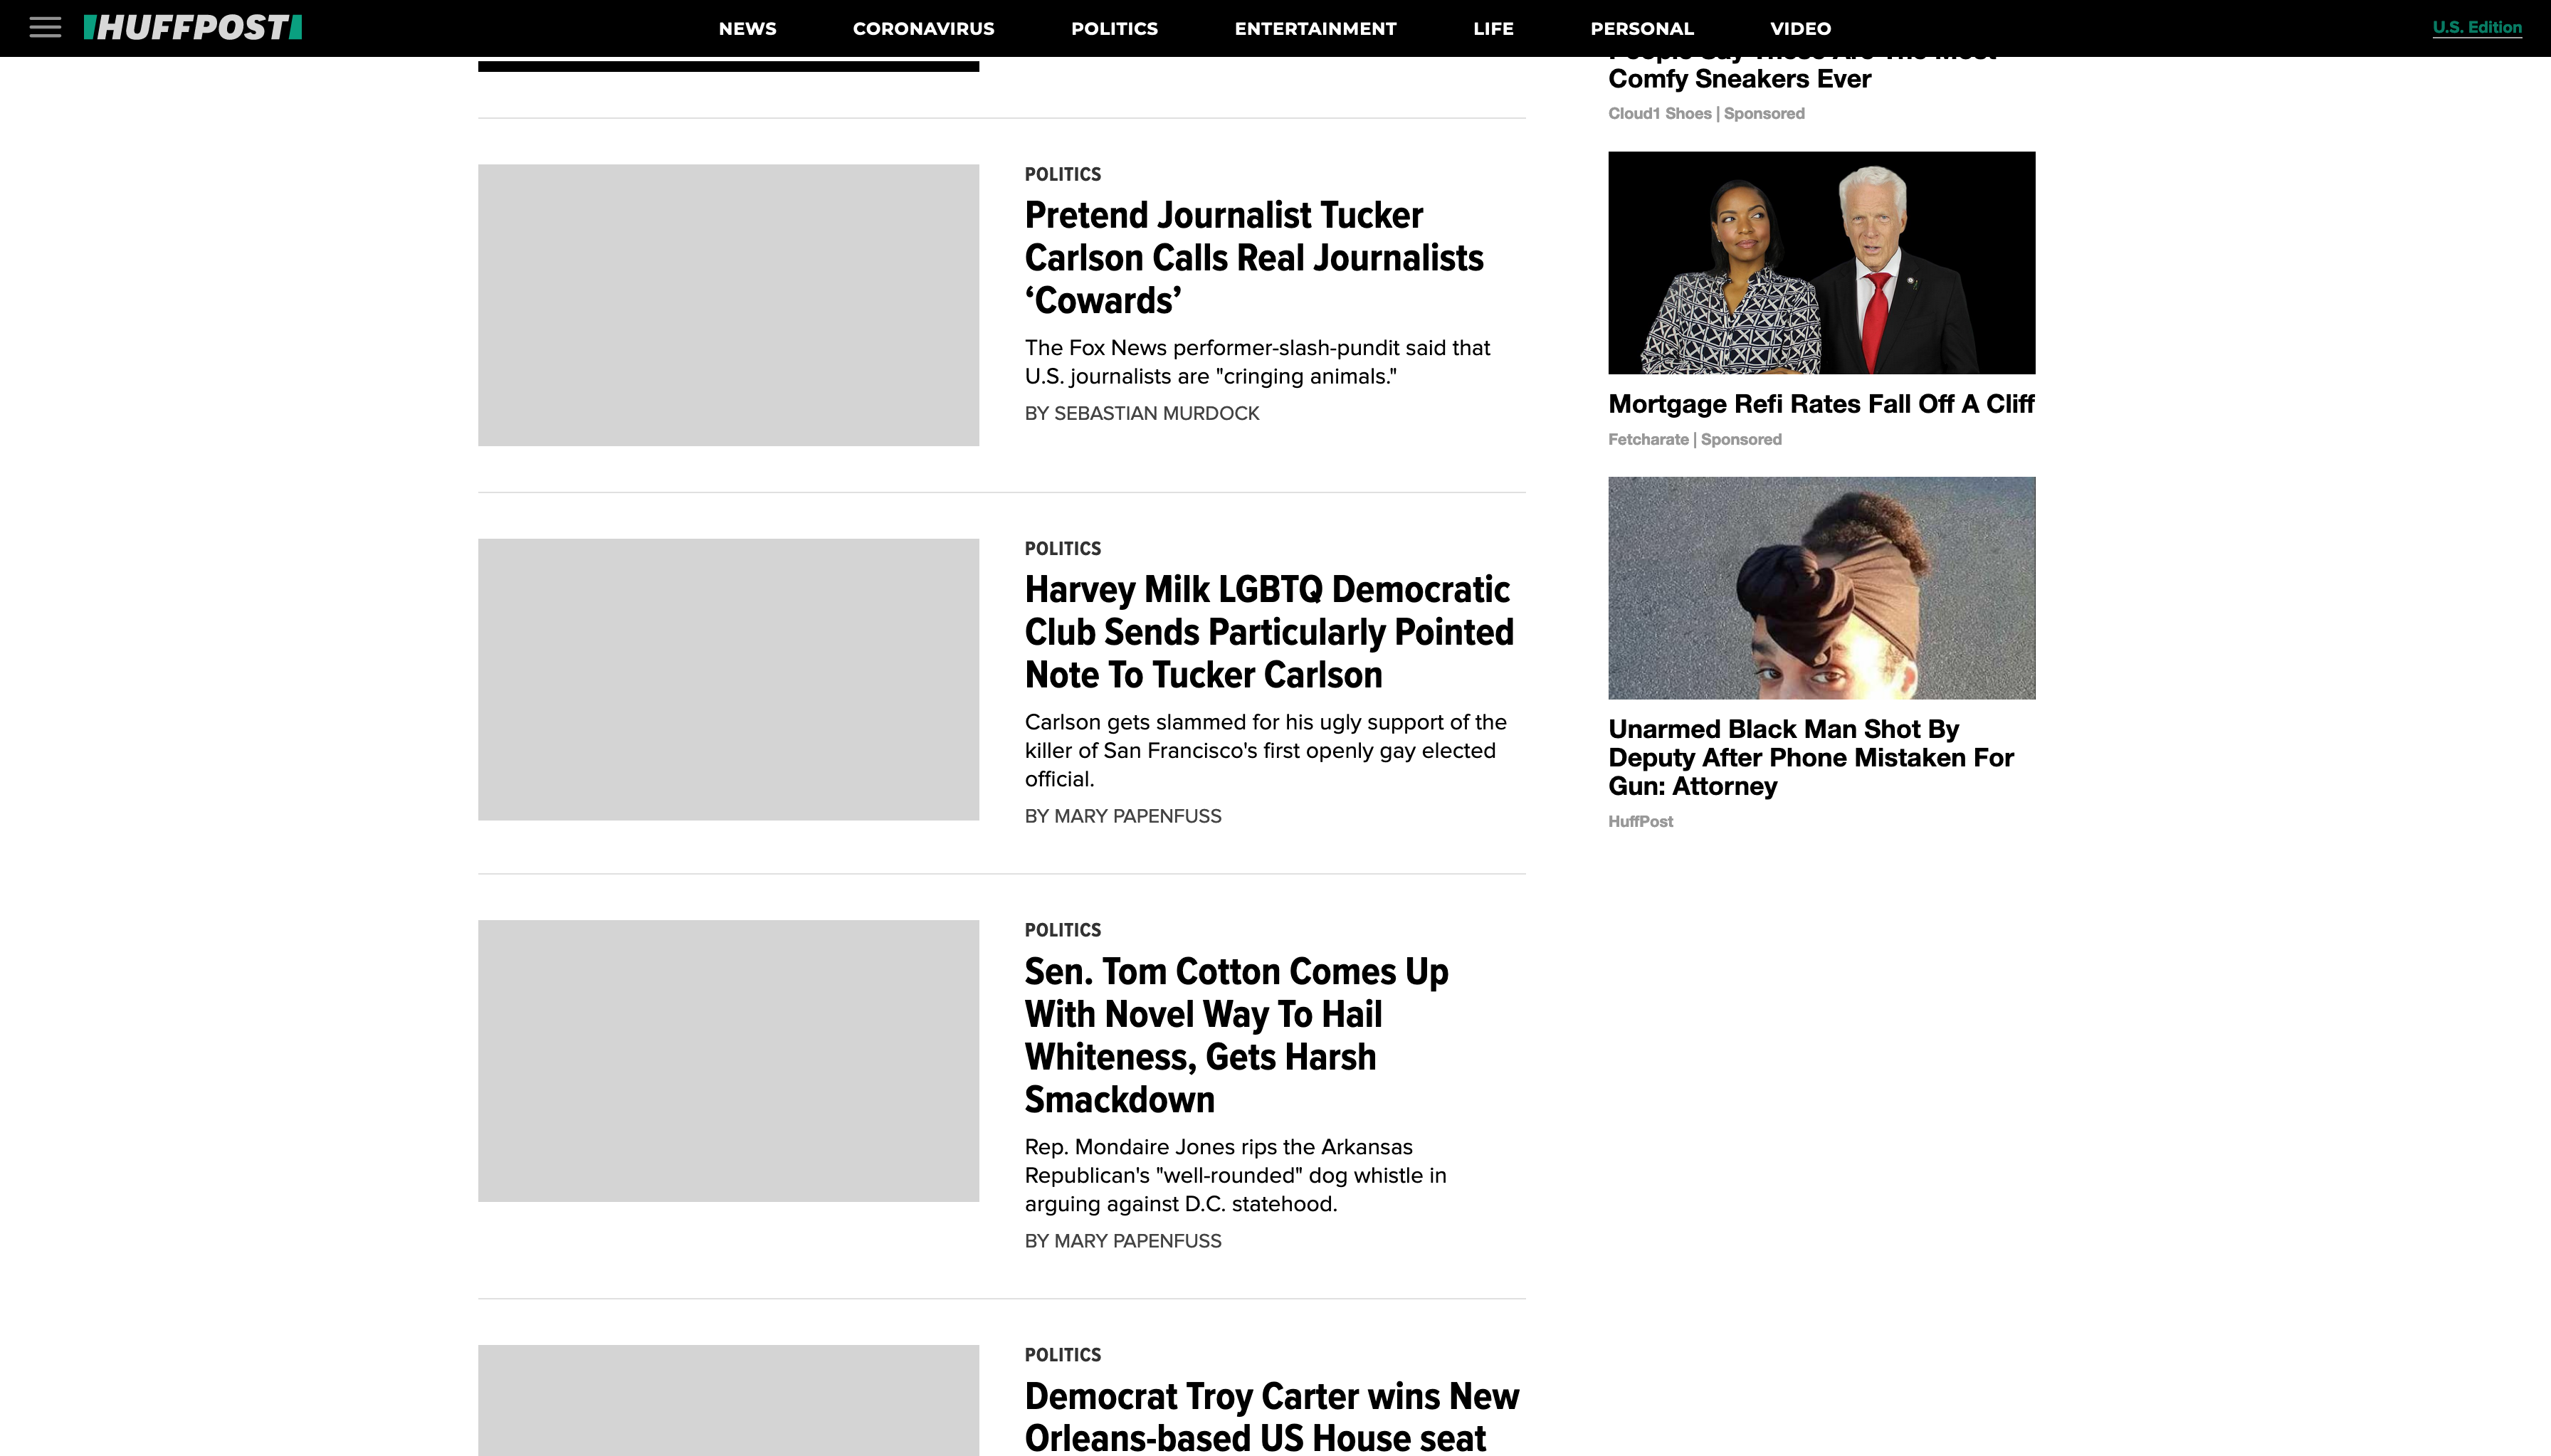 HUFFPOST
NEWS
CORONAVIRUS
POLITICS
ENTERTAINMENT
LIFE
PERSONAL
VIDEO
U.S. Edition
POLITICS
Pretend Journalist Tucker
Carlson Calls Real Journalists
‘Cowards’
The Fox News performer-slash-pundit said that
U.S. journalists are "cringing animals."
BY SEBASTIAN MURDOCK
POLITICS
Harvey Milk LGBTQ Democratic
Club Sends Particularly Pointed
Note To Tucker Carlson
Carlson gets slammed for his ugly support of the
killer of San Francisco's first openly gay elected
official.
BY MARY PAPENFUSS
POLITICS
Sen. Tom Cotton Comes Up
With Novel Way To Hail
Whiteness, Gets Harsh
Smackdown
Rep. Mondaire Jones rips the Arkansas
Republican's "well-rounded" dog whistle in
arguing against D.C. statehood.
BY MARY PAPENFUSS
POLITICS
Democrat Troy Carter wins New
Orleans-based US House seat
People Say These Are The Most
Comfy Sneakers Ever
Cloud1 Shoes | Sponsored
Mortgage Refi Rates Fall Off A Cliff
Fetcharate | Sponsored
Unarmed Black Man Shot By
Deputy After Phone Mistaken For
Gun: Attorney
HuffPost